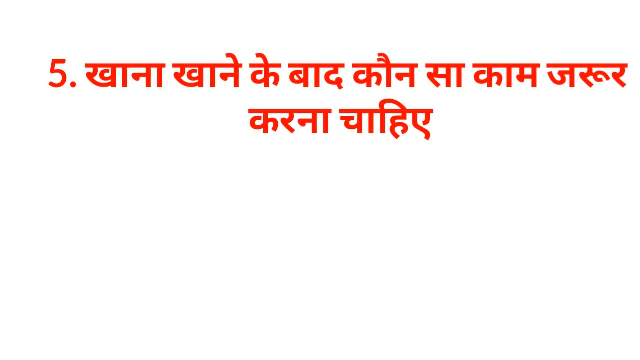 5. खाना खाने के बाद कौन सा काम जरूर
करना चाहिए